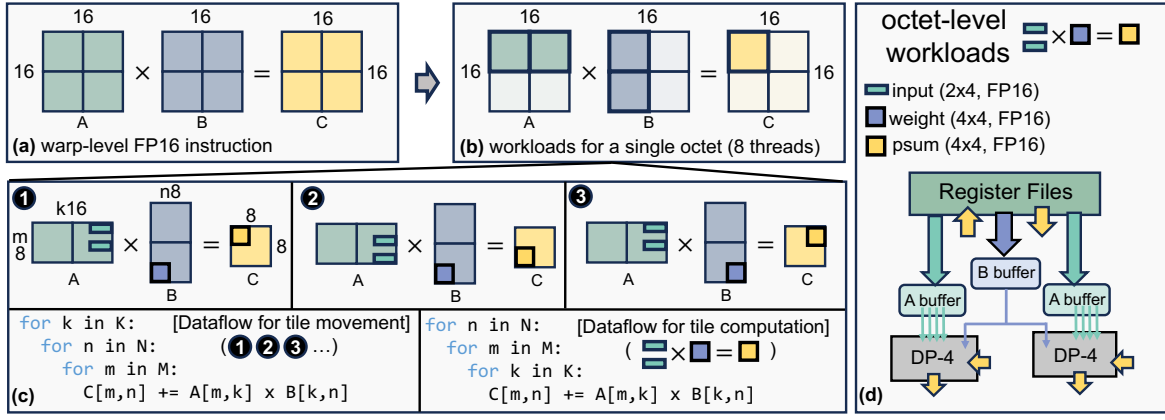 16 16 16
16 × = 16
A B C
(a) warp-level FP16 instruction
16 16 16
16 × = 16
A B C
(b) workloads for a single octet (8 threads)
1
k16 n8
m 8
8
× = 8
A B C
2
× =
A B C
3
× =
A B C
for k in K: [Dataflow for tile movement]
for n in N: ( 1 2 3 ...)
for m in M:
(c) C[m,n] += A[m,k] x B[k,n]
for n in N: [Dataflow for tile computation]
for m in M: ( × = )
for k in K:
C[m,n] += A[m,k] x B[k,n]
octet-level
workloads × =
input (2x4, FP16)
weight (4x4, FP16)
psum (4x4, FP16)
Register Files
B buffer
A buffer A buffer
DP-4 DP-4
(d)